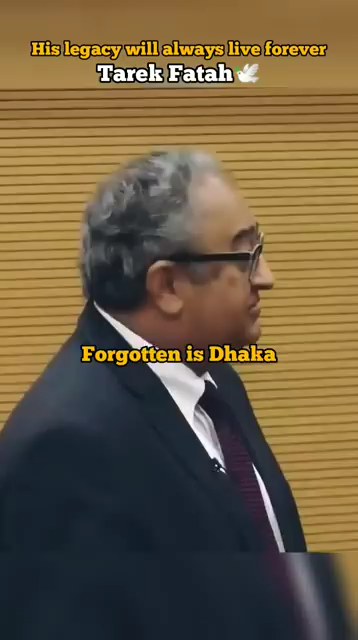 His legacy will always live forever
Tarek Fatah🕊️
Forgotten is Dhaka